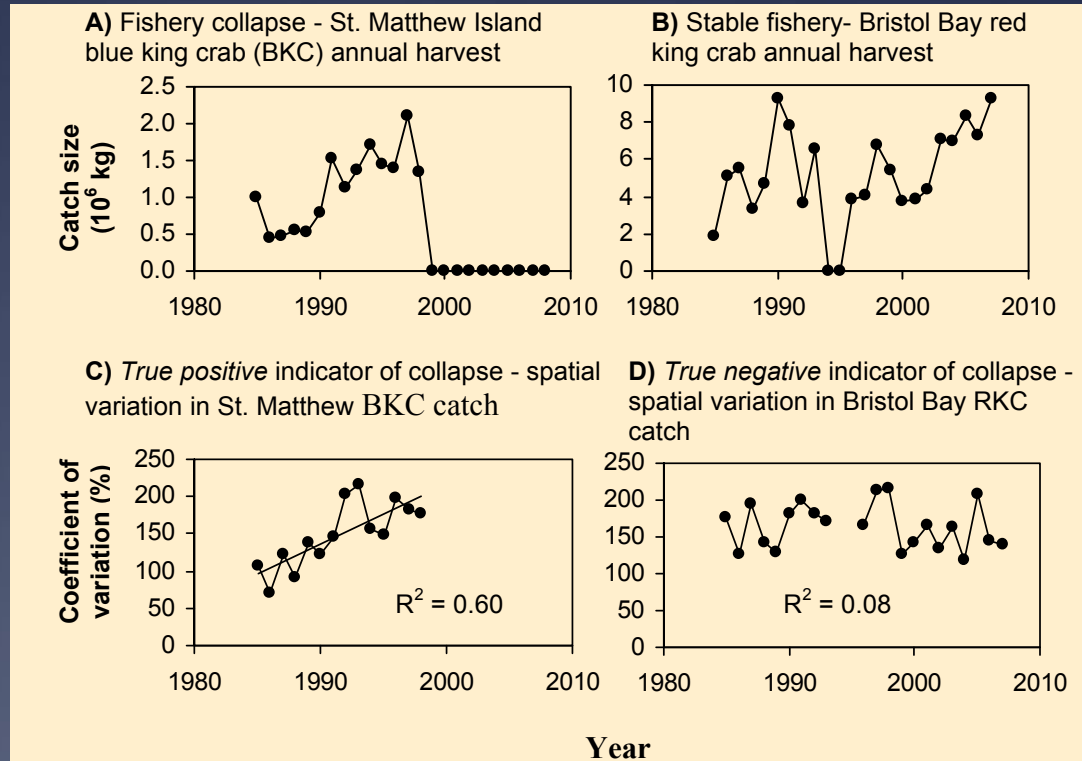 A) Fishery collapse - St. Matthew Island
blue king crab (BKC) annual harvest
Catch size
(10⁶ kg)
2.5
2.0
1.5
1.0
0.5
0.0
1980 1990 2000 2010
B) Stable fishery- Bristol Bay red
king crab annual harvest
10
8
6
4
2
0
1980 1990 2000 2010
C) True positive indicator of collapse - spatial
variation in St. Matthew BKC catch
Coefficient of
variation (%)
250
200
150
100
50
0
R² = 0.60
1980 1990 2000 2010
D) True negative indicator of collapse -
spatial variation in Bristol Bay RKC
catch
250
200
150
100
50
0
R² = 0.08
1980 1990 2000 2010
Year